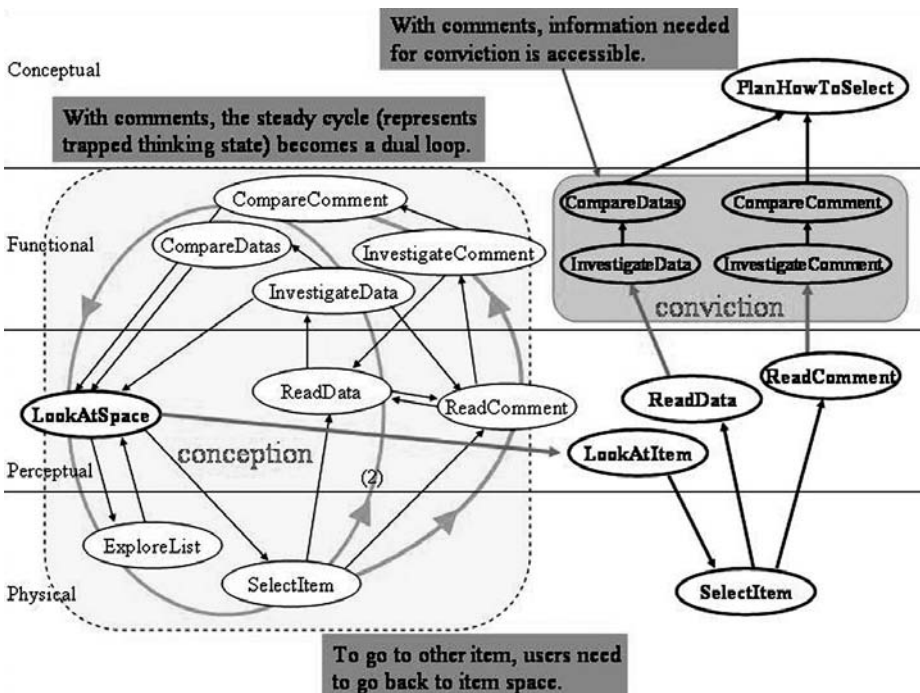 With comments, information needed
for conviction is accessible.
Conceptual
PlanHowToSelect
With comments, the steady cycle (represents
trapped thinking state) becomes a dual loop.
CompareComment
CompareDatas
CompareComment
Functional
CompareDatas
InvestigateComment
InvestigateData
InvestigateComment
InvestigateData
conviction
ReadData
ReadComment
ReadData
LookAtSpace
ReadComment
conception
LookAtItem
Perceptual
(2)
ExploreList
SelectItem
Physical
SelectItem
To go to other item, users need
to go back to item space.